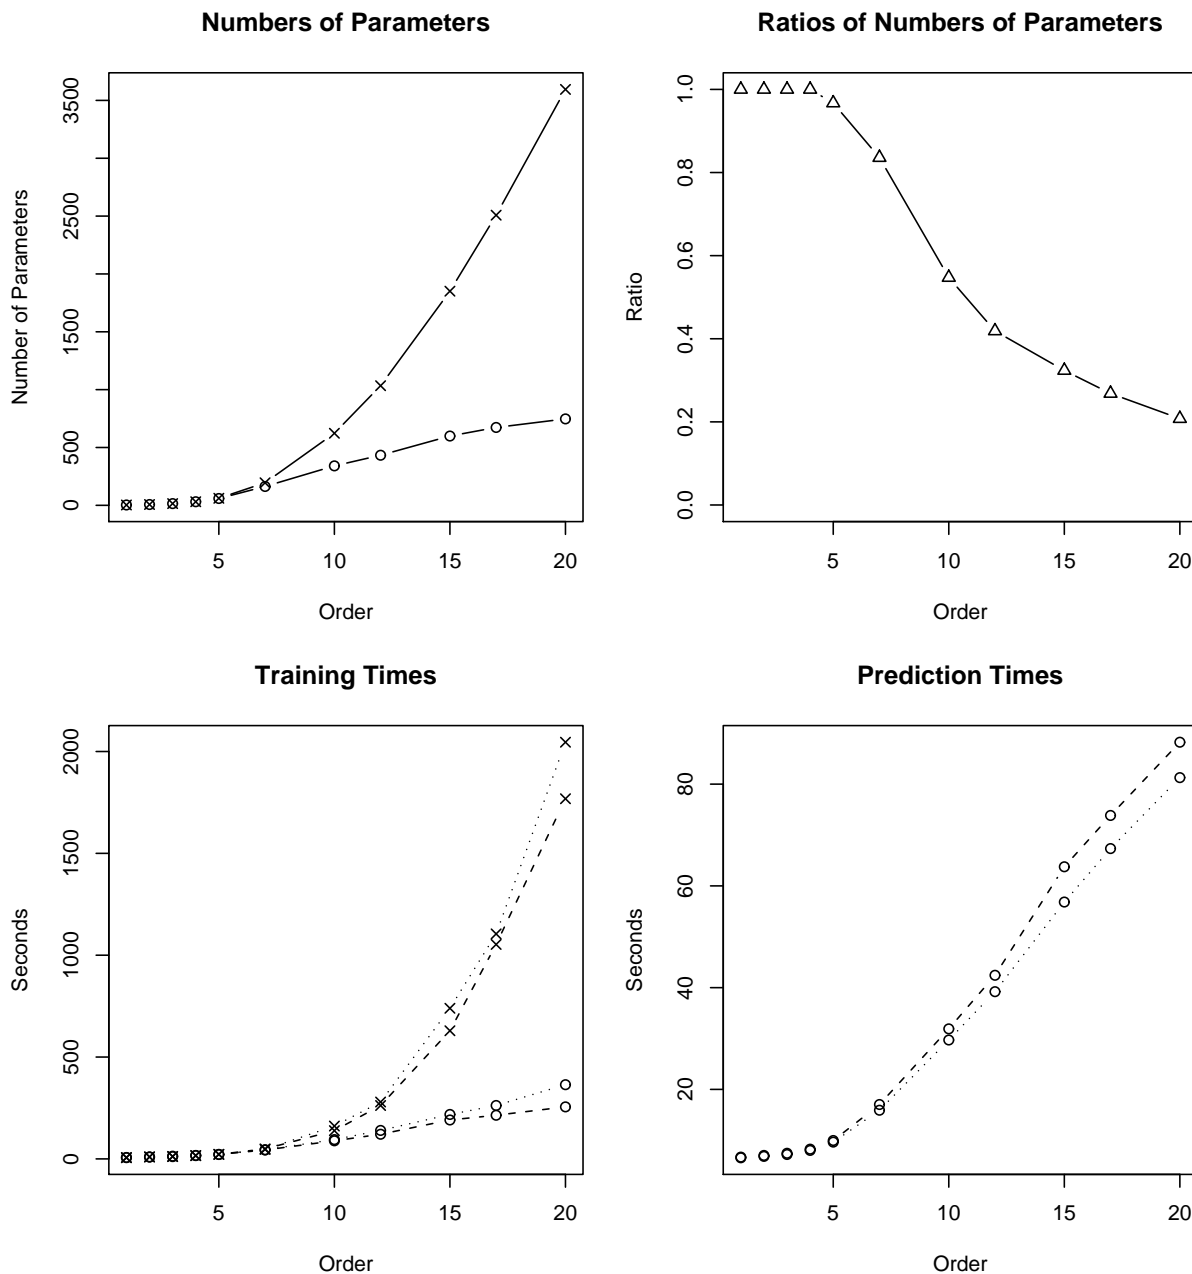 Numbers of Parameters
Number of Parameters
3500
2500
1500
500
0
5 10 15 20
Order
Ratios of Numbers of Parameters
Ratio
1.0
0.8
0.6
0.4
0.2
0.0
5 10 15 20
Order
Training Times
Seconds
2000
1500
1000
500
0
5 10 15 20
Order
Prediction Times
Seconds
80
60
40
20
5 10 15 20
Order